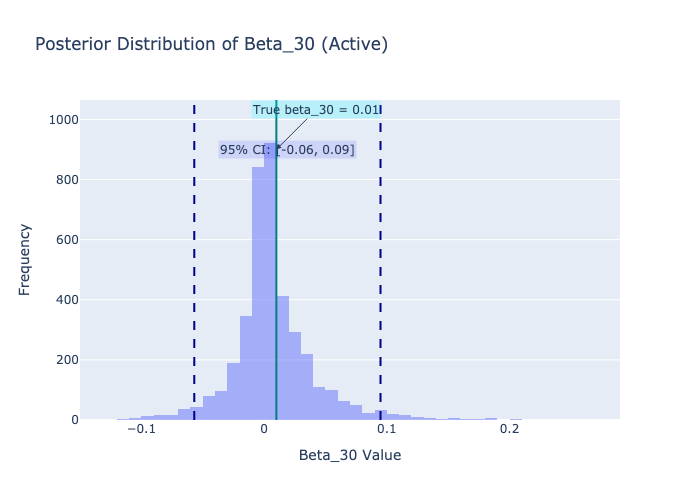 Posterior Distribution of Beta_30 (Active)
True beta_30 = 0.01
95% CI: [-0.06, 0.09]
1000
800
600
400
200
0
Frequency
−0.1
0
0.1
0.2
Beta_30 Value